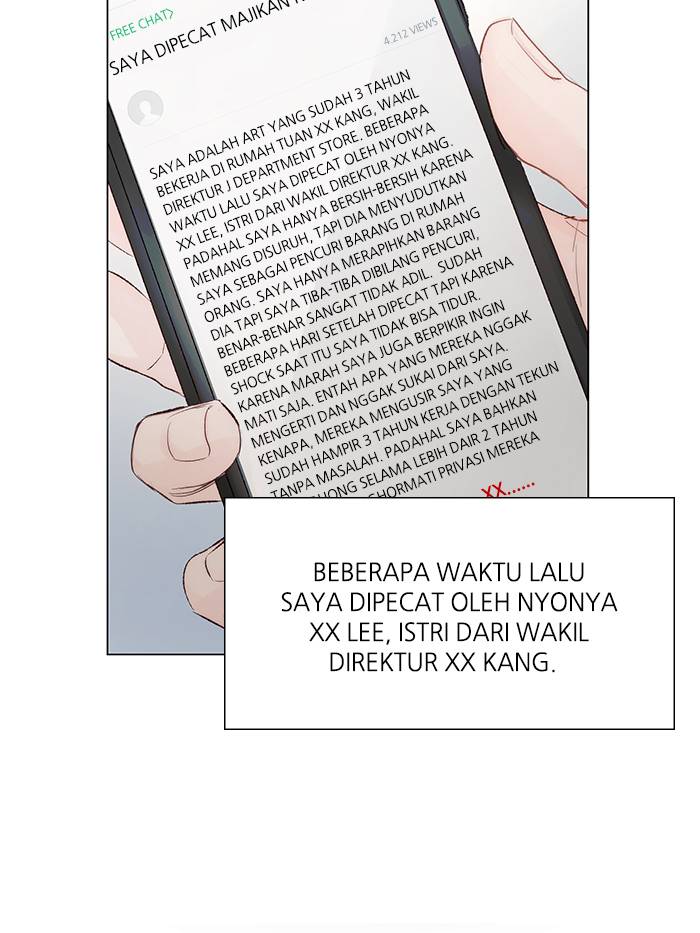 FREE CHAT>
SAYA DIPECAT MAJIKAN
4.212 VIEWS
SAYA ADALAH ART YANG SUDAH 3 TAHUN
BEKERJA DI RUMAH TUAN XX KANG, WAKIL
DIREKTUR J DEPARTMENT STORE. BEBERAPA
WAKTU LALU SAYA DIPECAT OLEH NYONYA
XX LEE, ISTRI DARI WAKIL DIREKTUR XX KANG.
PADAHAL SAYA HANYA BERSIH-BERSIH KARENA
MEMANG DISURUH, TAPI DIA MENYUDUTKAN
SAYA SEBAGAI PENCURI BARANG DI RUMAH
ORANG. SAYA HANYA MERAPIHKAN BARANG
DIA TAPI SAYA TIBA-TIBA DIBILANG PENCURI,
BENAR-BENAR SANGAT TIDAK ADIL. SUDAH
BEBERAPA HARI SETELAH DIPECAT TAPI KARENA
SHOCK SAAT ITU SAYA TIDAK BISA TIDUR.
KARENA MARAH SAYA JUGA BERPIKIR INGIN
MATI SAJA. ENTAH APA YANG MEREKA NGGAK
MENGERTI DAN NGGAK SUKAI DARI SAYA.
KENAPA, MEREKA MENGUSIR SAYA YANG
SUDAH HAMPIR 3 TAHUN KERJA DENGAN TEKUN
TANPA MASALAH. PADAHAL SAYA BAHKAN
SELAMA LEBIH DAIR 2 TAHUN
PRIVASI MEREKA
XX......
BEBERAPA WAKTU LALU
SAYA DIPECAT OLEH NYONYA
XX LEE, ISTRI DARI WAKIL
DIREKTUR XX KANG.